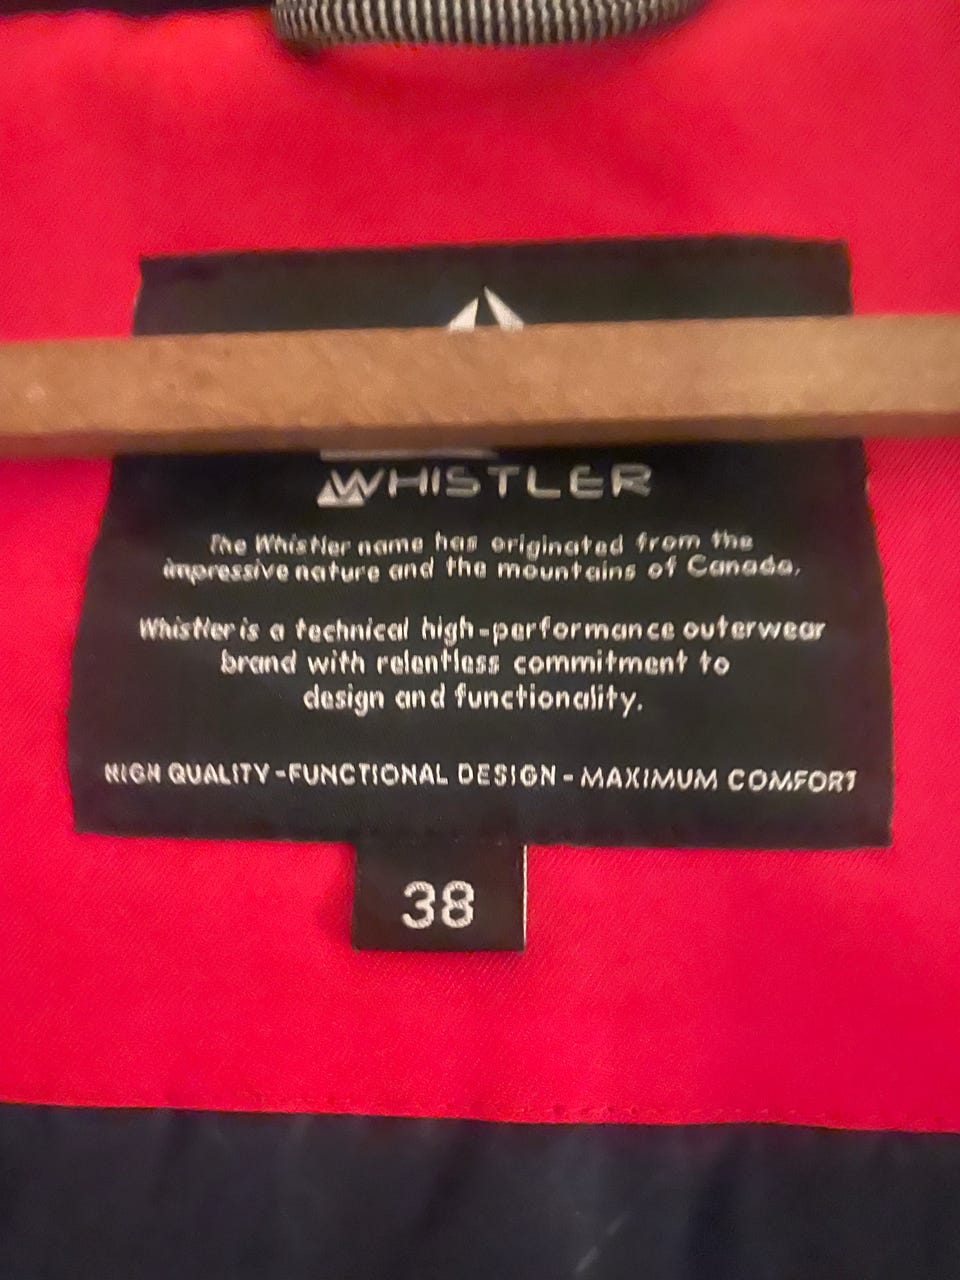 WHISTLER
The Whistler name has originated from the
impressive nature and the mountains of Canada.
Whistler is a technical high-performance outerwear
brand with relentless commitment to
design and functionality.
HIGH QUALITY - FUNCTIONAL DESIGN - MAXIMUM COMFORT
38